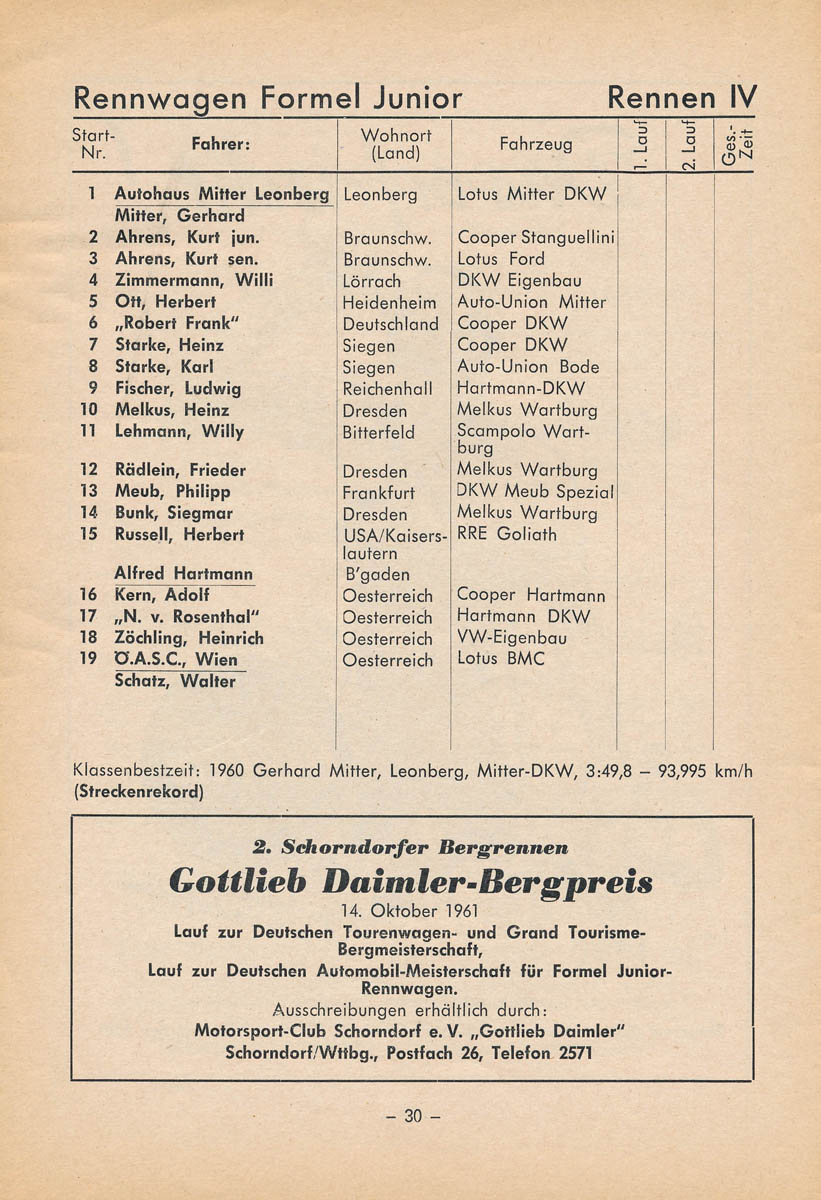 Rennwagen Formel Junior Rennen IV
Start-Nr. Fahrer: Wohnort (Land) Fahrzeug 1. Lauf 2. Lauf Ges.-Zeit
1 Autohaus Mitter Leonberg Leonberg Lotus Mitter DKW
Mitter, Gerhard
2 Ahrens, Kurt jun. Braunschw. Cooper Stanguellini
3 Ahrens, Kurt sen. Braunschw. Lotus Ford
4 Zimmermann, Willi Lörrach DKW Eigenbau
5 Ott, Herbert Heidenheim Auto-Union Mitter
6 „Robert Frank“ Deutschland Cooper DKW
7 Starke, Heinz Siegen Cooper DKW
8 Starke, Karl Siegen Auto-Union Bode
9 Fischer, Ludwig Reichenhall Hartmann-DKW
10 Melkus, Heinz Dresden Melkus Wartburg
11 Lehmann, Willy Bitterfeld Scampolo Wart-
burg
12 Rädlein, Frieder Dresden Melkus Wartburg
13 Meub, Philipp Frankfurt DKW Meub Spezial
14 Bunk, Siegmar Dresden Melkus Wartburg
15 Russell, Herbert USA/Kaisers- RRE Goliath
lautern
Alfred Hartmann B'gaden
16 Kern, Adolf Oesterreich Cooper Hartmann
17 „N. v. Rosenthal“ Oesterreich Hartmann DKW
18 Zöchling, Heinrich Oesterreich VW-Eigenbau
19 Ö.A.S.C., Wien Oesterreich Lotus BMC
Schatz, Walter
Klassenbestzeit: 1960 Gerhard Mitter, Leonberg, Mitter-DKW, 3:49,8 – 93,995 km/h
(Streckenrekord)
2. Schorndorfer Bergrennen
Gottlieb Daimler-Bergpreis
14. Oktober 1961
Lauf zur Deutschen Tourenwagen- und Grand Tourisme-
Bergmeisterschaft,
Lauf zur Deutschen Automobil-Meisterschaft für Formel Junior-
Rennwagen.
Ausschreibungen erhältlich durch:
Motorsport-Club Schorndorf e. V. „Gottlieb Daimler“
Schorndorf/Wttbg., Postfach 26, Telefon 2571
– 30 –